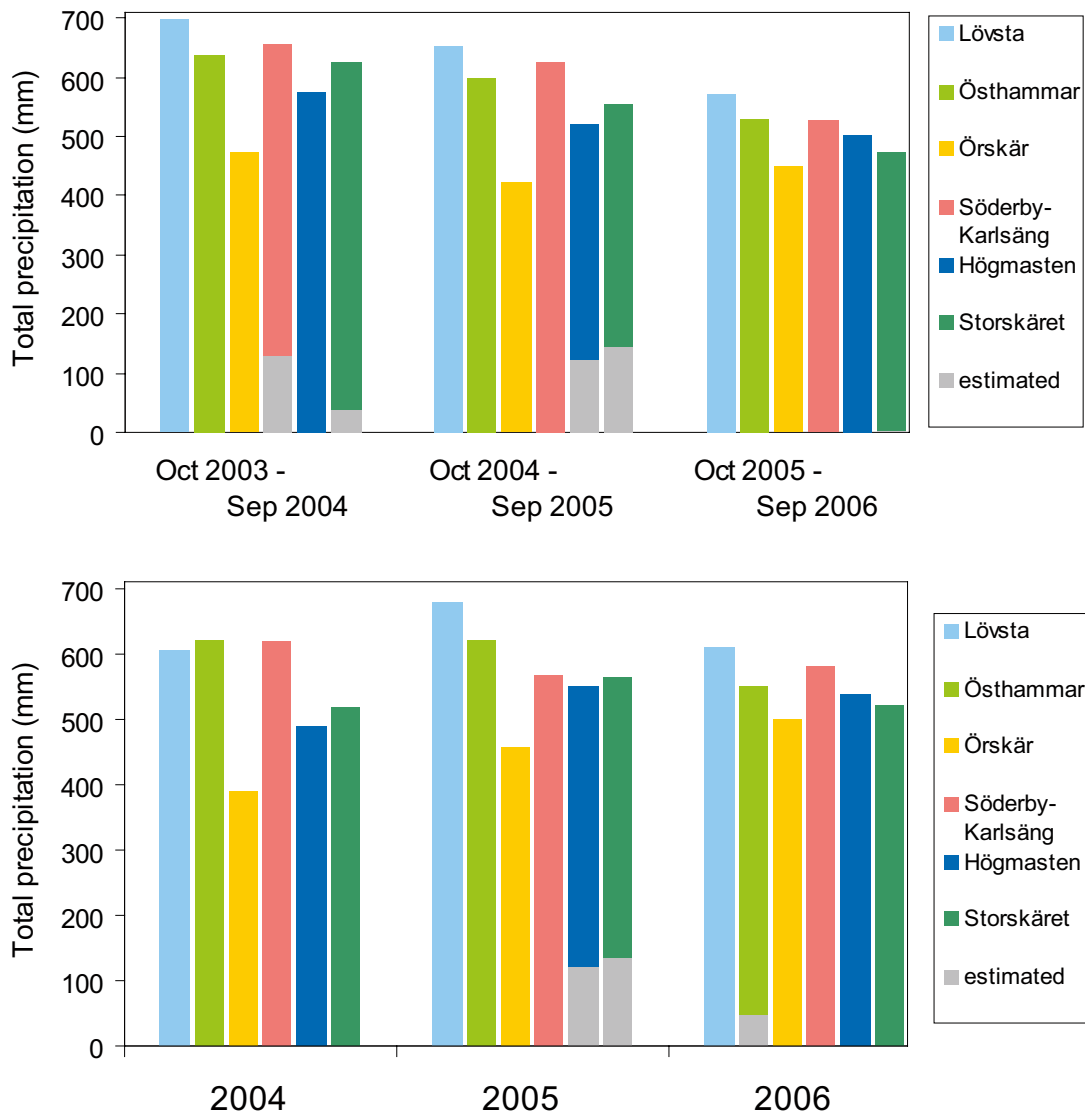 Total precipitation (mm)
700
600
500
400
300
200
100
0
Oct 2003 -
Sep 2004
Oct 2004 -
Sep 2005
Oct 2005 -
Sep 2006
Lövsta
Östhammar
Örskär
Söderby-
Karlsäng
Högmasten
Storskäret
estimated
Total precipitation (mm)
700
600
500
400
300
200
100
0
2004
2005
2006
Lövsta
Östhammar
Örskär
Söderby-
Karlsäng
Högmasten
Storskäret
estimated